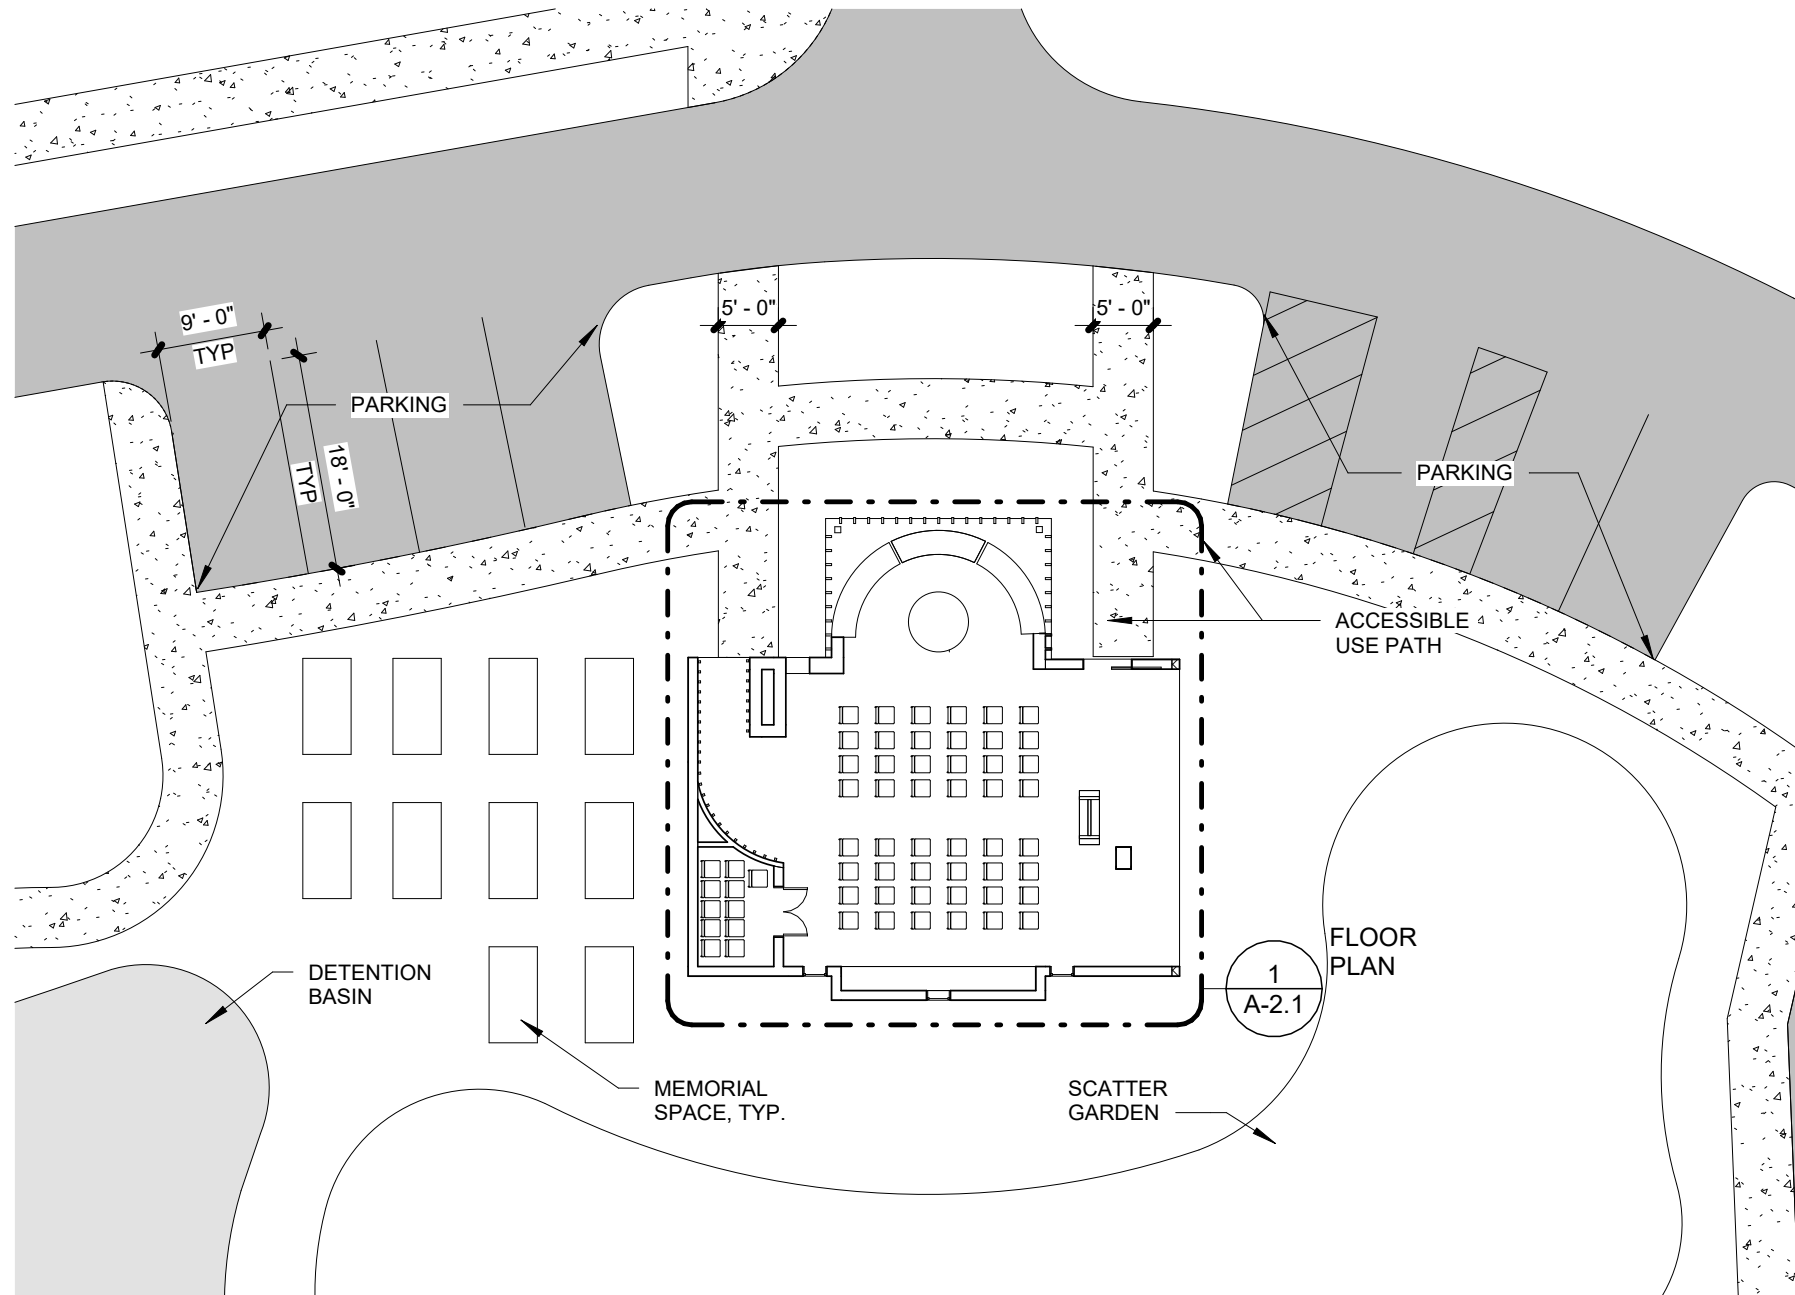 9' - 0"
TYP
5' - 0"
5' - 0"
PARKING
18' - 0"
TYP
PARKING
ACCESSIBLE
USE PATH
FLOOR
PLAN
1
A-2.1
DETENTION
BASIN
MEMORIAL
SPACE, TYP.
SCATTER
GARDEN